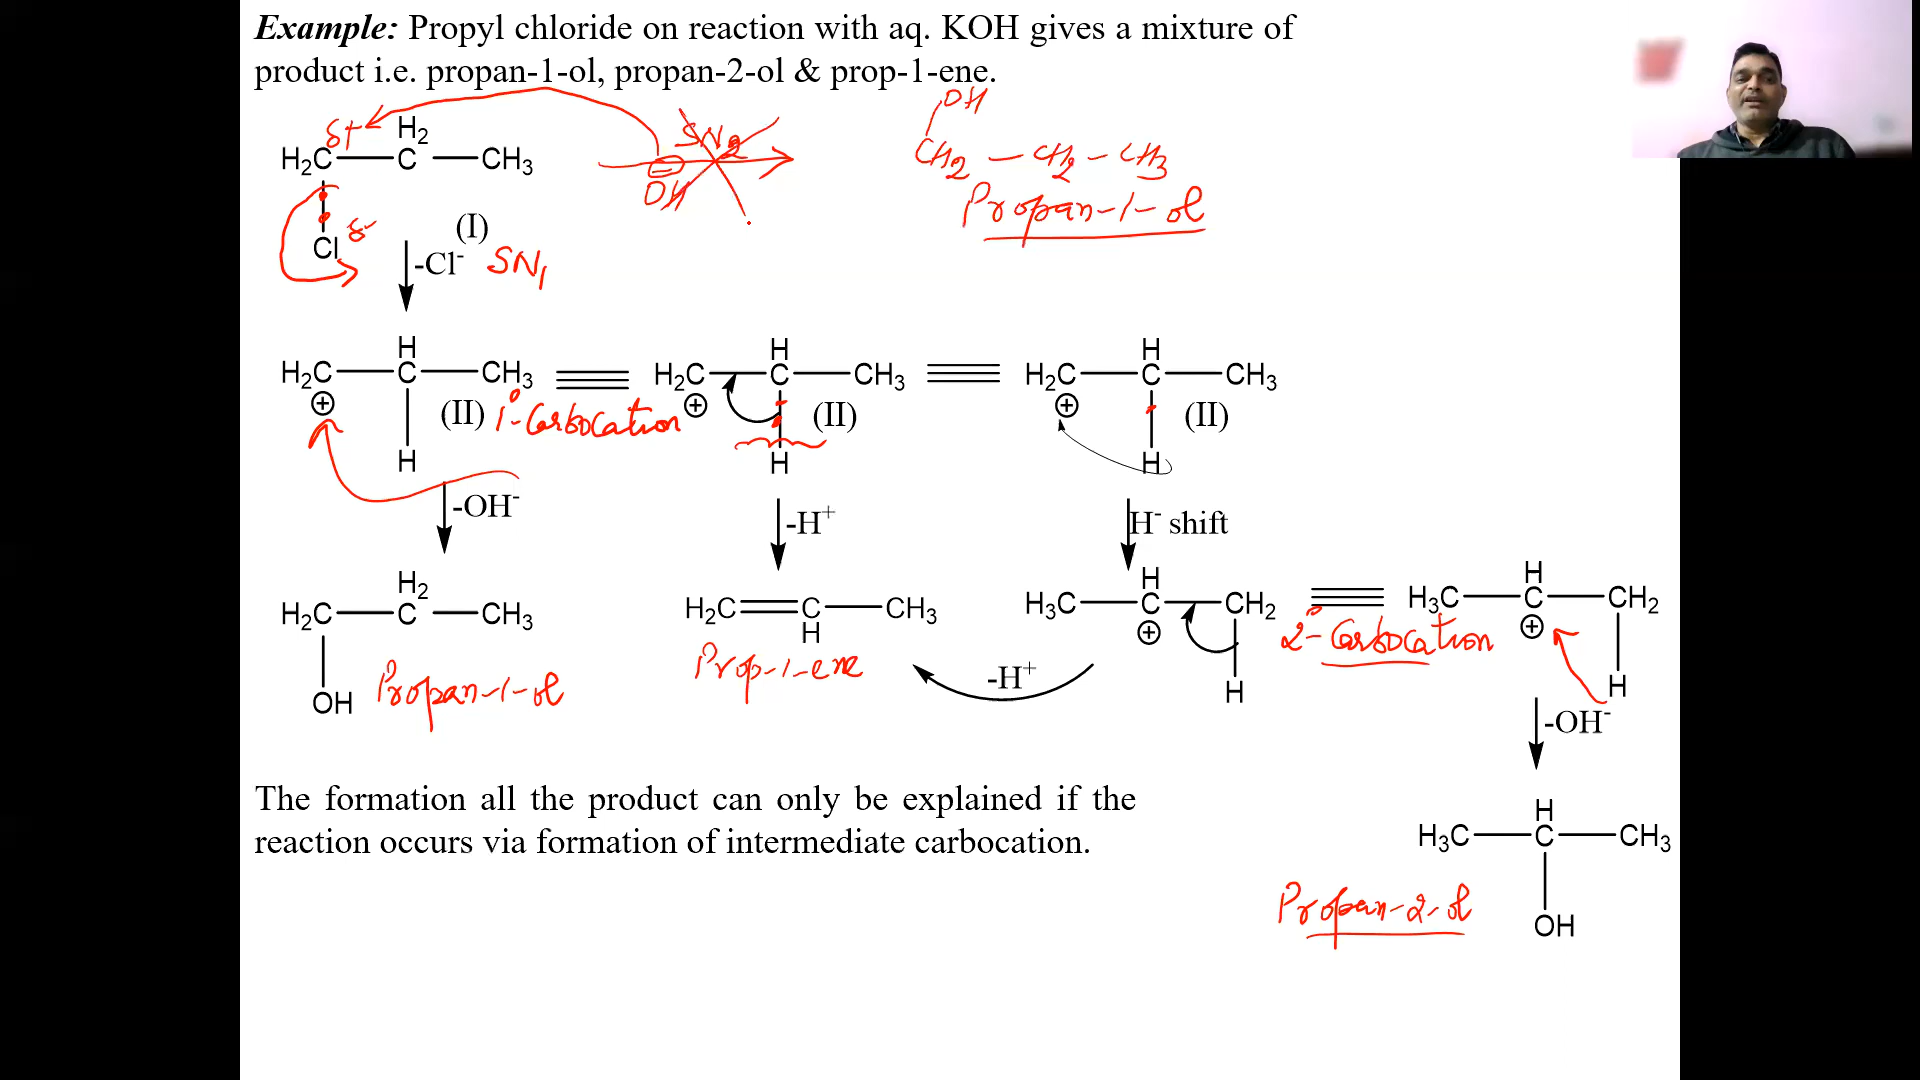 Example: Propyl chloride on reaction with aq. KOH gives a mixture of
product i.e. propan-1-ol, propan-2-ol & prop-1-ene.
OH
δ+ H2 SN2
H2C C CH3 CH2 - CH2 - CH3
OH Propan-1-ol
(I)
Cl δ-
-Cl- SN1
H H H
H2C C CH3 H2C C CH3 H2C C CH3
(II) 1°-Carbocation (II) (II)
H H H
-OH- -H+ H- shift
H2 H H
H2C C CH3 H2C C CH3 H3C C CH2 H3C C CH2
H
Prop-1-ene 2°-Carbocation
OH Propan-1-ol -H+ H H
-OH-
The formation all the product can only be explained if the
reaction occurs via formation of intermediate carbocation.
H
H3C C CH3
Propan-2-ol
OH